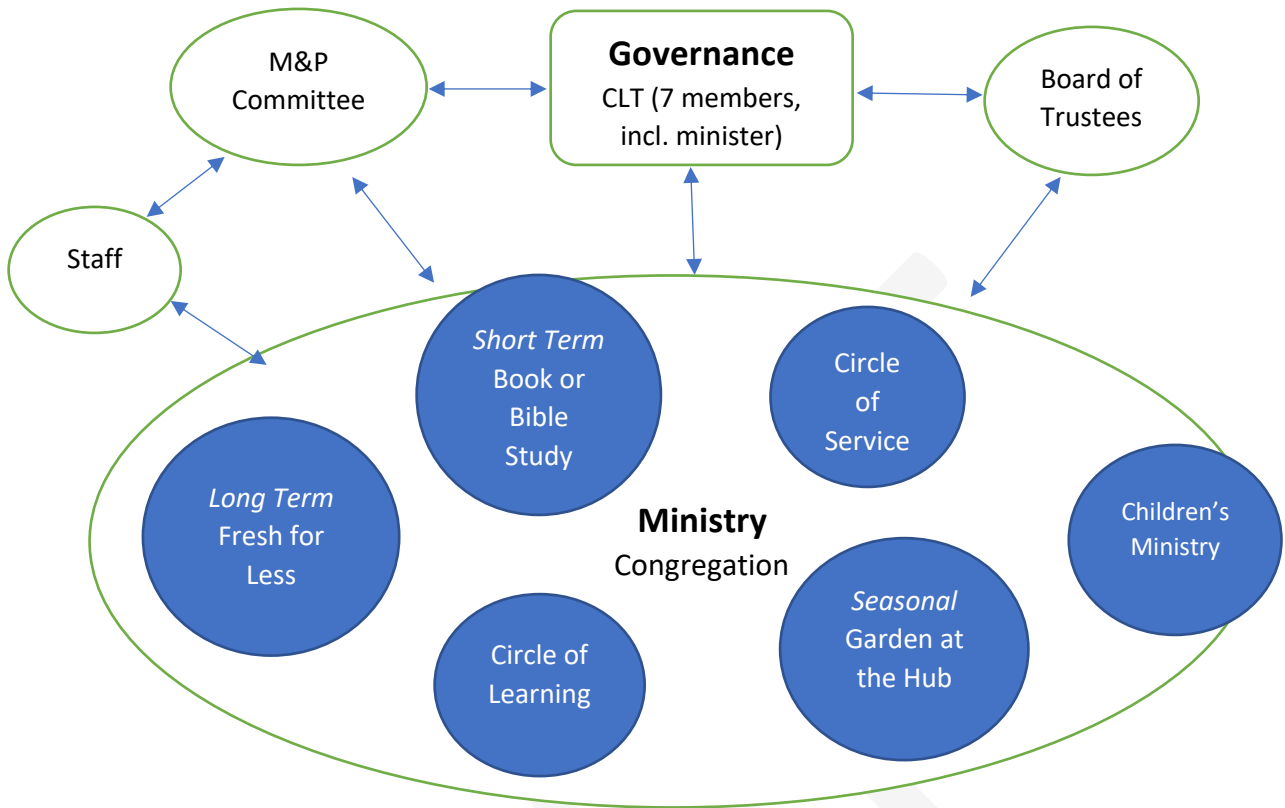 M&P
Committee
Governance
CLT (7 members,
incl. minister)
Board of
Trustees
Staff
Short Term
Book or
Bible
Study
Circle
of
Service
Long Term
Fresh for
Less
Ministry
Congregation
Children’s
Ministry
Seasonal
Garden at
the Hub
Circle of
Learning